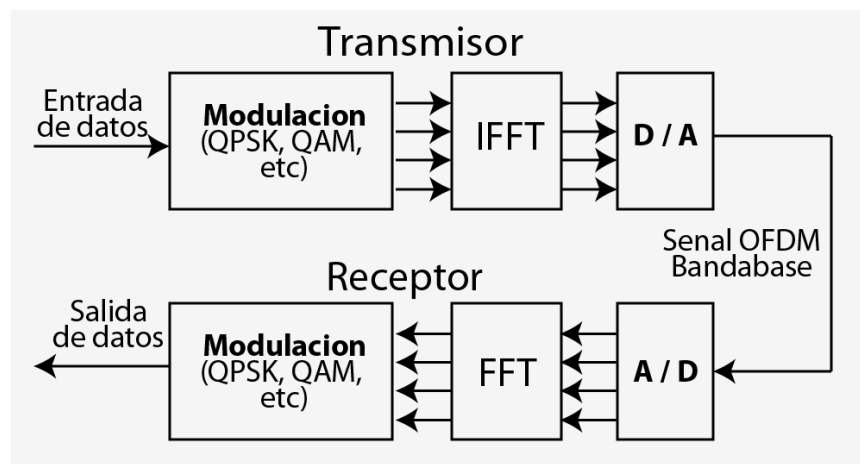 Transmisor
Entrada
de datos
Modulacion
(QPSK, QAM,
etc)
IFFT
D / A
Senal OFDM
Bandabase
Receptor
Salida
de datos
Modulacion
(QPSK, QAM,
etc)
FFT
A / D